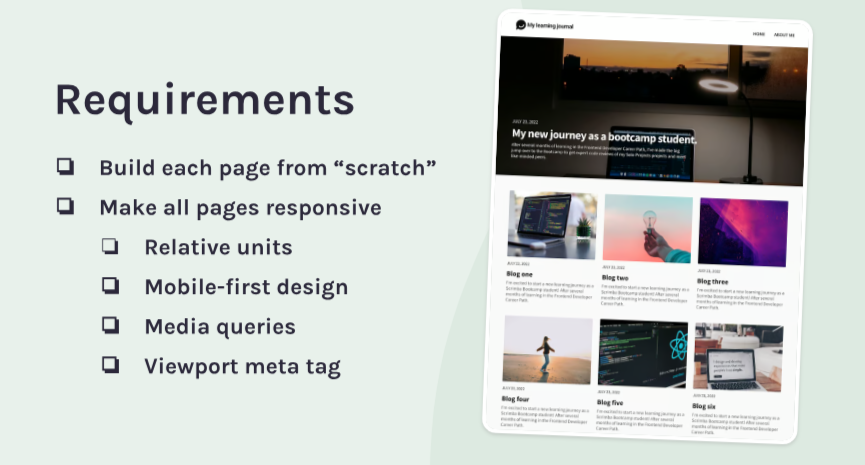 Requirements
Build each page from “scratch”
Make all pages responsive
Relative units
Mobile-first design
Media queries
Viewport meta tag
My learning journal
HOME ABOUT ME
JULY 23, 2022
My new journey as a bootcamp student.
After several months of learning in the Frontend Developer Career Path, I've made the big
jump over to the bootcamp to get expert code reviews of my Solo Projects projects and meet
like-minded peers.
JULY 23, 2022
Blog one
I'm excited to start a new learning journey as a
Scrimba Bootcamp student! After several
months of learning in the Frontend Developer
Career Path.
JULY 23, 2022
Blog two
I'm excited to start a new learning journey as a
Scrimba Bootcamp student! After several
months of learning in the Frontend Developer
Career Path.
JULY 23, 2022
Blog three
I'm excited to start a new learning journey as a
Scrimba Bootcamp student! After several
months of learning in the Frontend Developer
Career Path.
JULY 23, 2022
Blog four
I'm excited to start a new learning journey as a
Scrimba Bootcamp student! After several
months of learning in the Frontend Developer
Career Path.
JULY 23, 2022
Blog five
I'm excited to start a new learning journey as a
Scrimba Bootcamp student! After several
months of learning in the Frontend Developer
Career Path.
JULY 23, 2022
Blog six
I'm excited to start a new learning journey as a
Scrimba Bootcamp student! After several
months of learning in the Frontend Developer
Career Path.